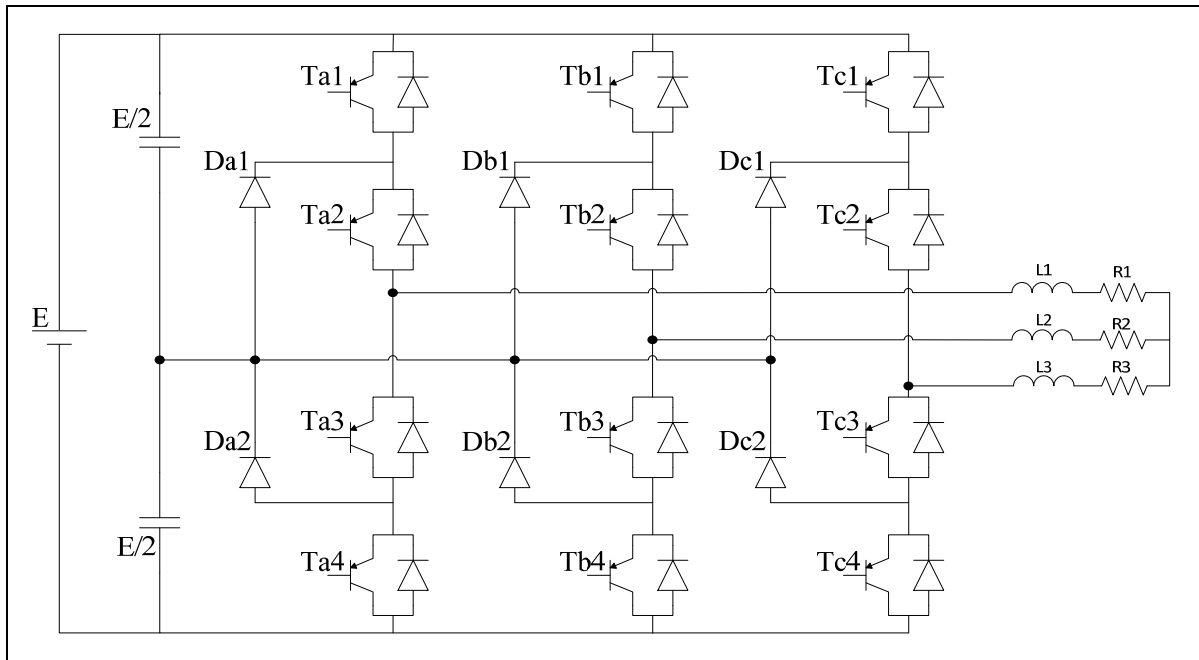 Ta1
Tb1
Tc1
E/2
Da1
Db1
Dc1
Ta2
Tb2
Tc2
L1
R1
E
L2
R2
L3
R3
Ta3
Tb3
Tc3
Da2
Db2
Dc2
E/2
Ta4
Tb4
Tc4